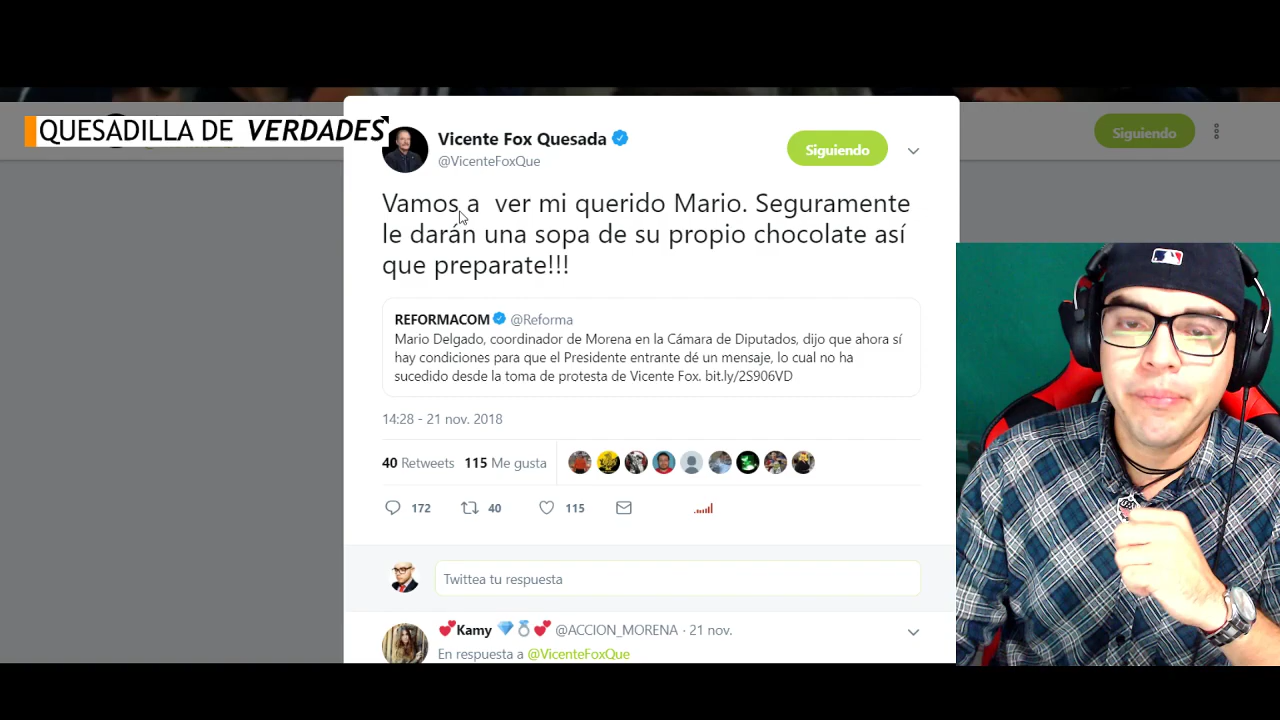 QUESADILLA DE VERDADES
Siguiendo
Vicente Fox Quesada
@VicenteFoxQue
Siguiendo
Vamos a  ver mi querido Mario. Seguramente
le darán una sopa de su propio chocolate así
que preparate!!!
REFORMACOM @Reforma
Mario Delgado, coordinador de Morena en la Cámara de Diputados, dijo que ahora sí
hay condiciones para que el Presidente entrante dé un mensaje, lo cual no ha
sucedido desde la toma de protesta de Vicente Fox. bit.ly/2S906VD
14:28 - 21 nov. 2018
40 Retweets 115 Me gusta
172 40 115
Twittea tu respuesta
💕Kamy 💎💍💕 @ACCION_MORENA · 21 nov.
En respuesta a @VicenteFoxQue